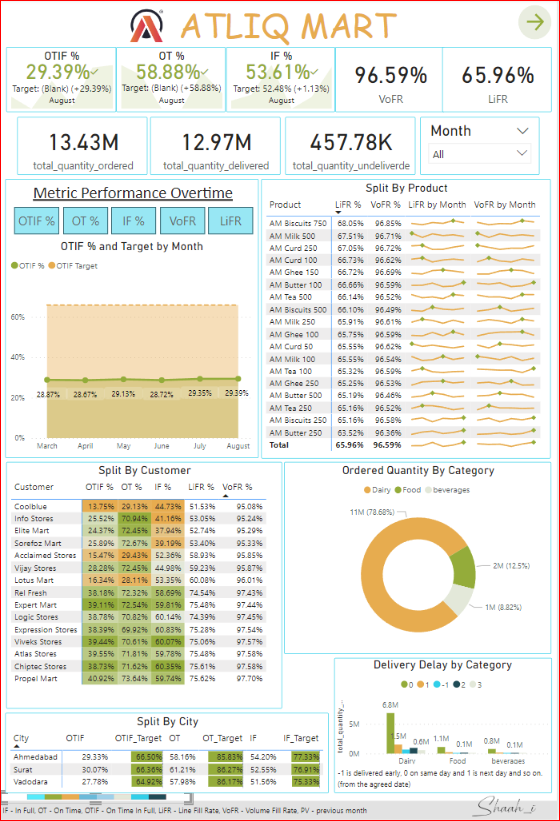 ATLIQ MART
OTIF %
29.39%
Target: (Blank) (+29.39%)
August
OT %
58.88%
Target: (Blank) (+58.88%)
August
IF %
53.61%
Target: 52.48% (+1.13%)
August
96.59%
VoFR
65.96%
LiFR
13.43M
total_quantity_ordered
12.97M
total_quantity_delivered
457.78K
total_quantity_undeliverde
Month
All
Metric Performance Overtime
OTIF % OT % IF % VoFR LiFR
OTIF % and Target by Month
OTIF % OTIF Target
60%
40%
20%
0%
28.87% 28.67% 29.13% 28.72% 29.35% 29.39%
March April May June July August
Split By Product
Product LiFR % VoFR % LiFR by Month VoFR by Month
AM Biscuits 750 68.05% 96.85%
AM Milk 500 67.51% 96.71%
AM Curd 250 67.05% 96.72%
AM Curd 100 66.73% 96.62%
AM Ghee 150 66.72% 96.69%
AM Butter 100 66.66% 96.59%
AM Tea 500 66.14% 96.52%
AM Biscuits 500 66.10% 96.49%
AM Milk 250 65.91% 96.61%
AM Ghee 100 65.75% 96.59%
AM Curd 50 65.55% 96.62%
AM Milk 100 65.55% 96.54%
AM Tea 100 65.32% 96.59%
AM Ghee 250 65.25% 96.53%
AM Butter 500 65.19% 96.46%
AM Tea 250 65.16% 96.52%
AM Biscuits 250 65.16% 96.58%
AM Butter 250 63.52% 96.36%
Total 65.96% 96.59%
Split By Customer
Customer OTIF % OT % IF % LiFR % VoFR %
Coolblue 13.75% 29.13% 44.73% 51.53% 95.08%
Info Stores 25.52% 70.94% 41.16% 53.05% 95.24%
Elite Mart 24.37% 72.45% 37.94% 52.74% 95.29%
Sorefoz Mart 25.89% 72.67% 39.19% 53.40% 95.33%
Acclaimed Stores 15.47% 29.43% 52.36% 58.93% 95.85%
Vijay Stores 28.28% 72.45% 44.98% 59.23% 95.87%
Lotus Mart 16.34% 28.11% 53.35% 60.08% 96.01%
Rel Fresh 38.18% 72.32% 58.69% 74.54% 97.43%
Expert Mart 39.11% 72.54% 59.81% 75.48% 97.44%
Logic Stores 38.78% 70.82% 60.14% 74.39% 97.45%
Expression Stores 38.39% 69.92% 60.83% 75.28% 97.54%
Viveks Stores 39.44% 70.61% 60.07% 75.06% 97.57%
Atlas Stores 39.55% 71.81% 59.78% 75.48% 97.58%
Chiptec Stores 38.73% 71.62% 60.35% 75.61% 97.58%
Propel Mart 40.92% 73.64% 59.74% 75.62% 97.70%
Ordered Quantity By Category
Dairy Food beverages
11M (78.68%)
2M (12.5%)
1M (8.82%)
Delivery Delay by Category
0 1 -1 2 3
total_quantity_...
5M
0M
6.8M
1.5M
0.6M
1.1M
0.1M
0.8M
0.1M
Dairy Food beverages
-1 is delivered early, 0 on same day and 1 is next day and so on.
(from the agreed date)
Split By City
City OTIF OTIF_Target OT OT_Target IF IF_Target
Ahmedabad 29.33% 66.50% 58.16% 85.83% 54.20% 77.33%
Surat 30.07% 66.36% 61.21% 86.27% 52.55% 76.91%
Vadodara 27.78% 64.92% 57.98% 86.17% 51.56% 75.33%
IF - In Full, OT - On Time, OTIF - On Time In Full, LiFR - Line Fill Rate, VoFR - Volume Fill Rate, PV - previous month
Shaah_i